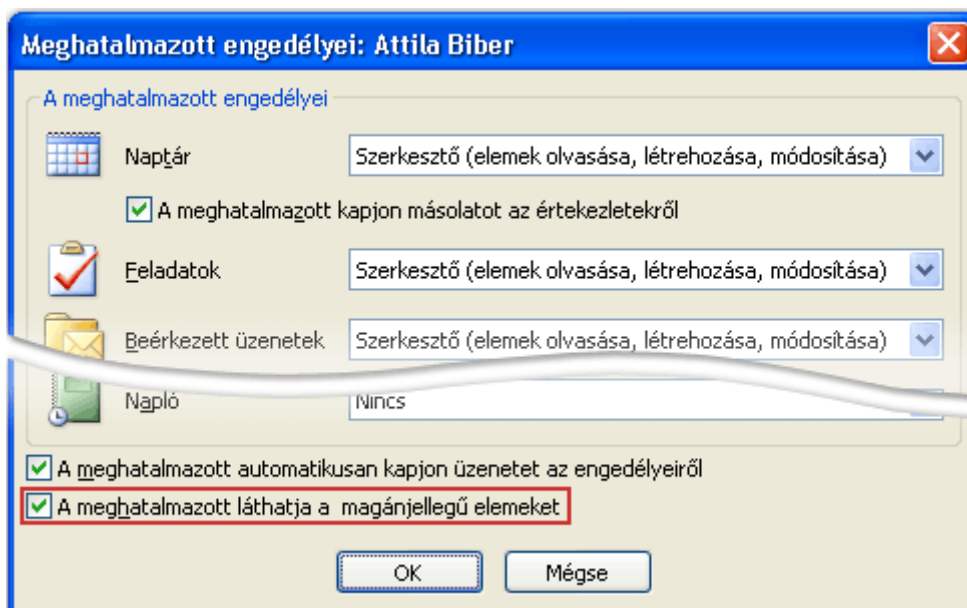 Meghatalmazott engedélyei: Attila Biber
A meghatalmazott engedélyei
Naptár
Szerkesztő (elemek olvasása, létrehozása, módosítása)
A meghatalmazott kapjon másolatot az értekezletekről
Feladatok
Szerkesztő (elemek olvasása, létrehozása, módosítása)
Beérkezett üzenetek
Szerkesztő (elemek olvasása, létrehozása, módosítása)
Napló
Nincs
A meghatalmazott automatikusan kapjon üzenetet az engedélyeiről
A meghatalmazott láthatja a  magánjellegű elemeket
OK
Mégse